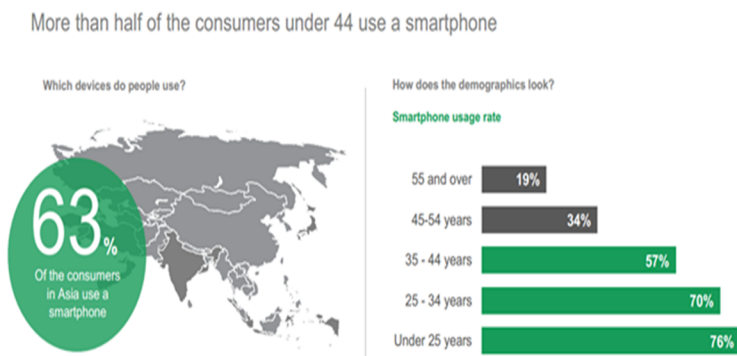 More than half of the consumers under 44 use a smartphone
Which devices do people use?
63%
Of the consumers
in Asia use a
smartphone
How does the demographics look?
Smartphone usage rate
55 and over 19%
45-54 years 34%
35 - 44 years 57%
25 - 34 years 70%
Under 25 years 76%